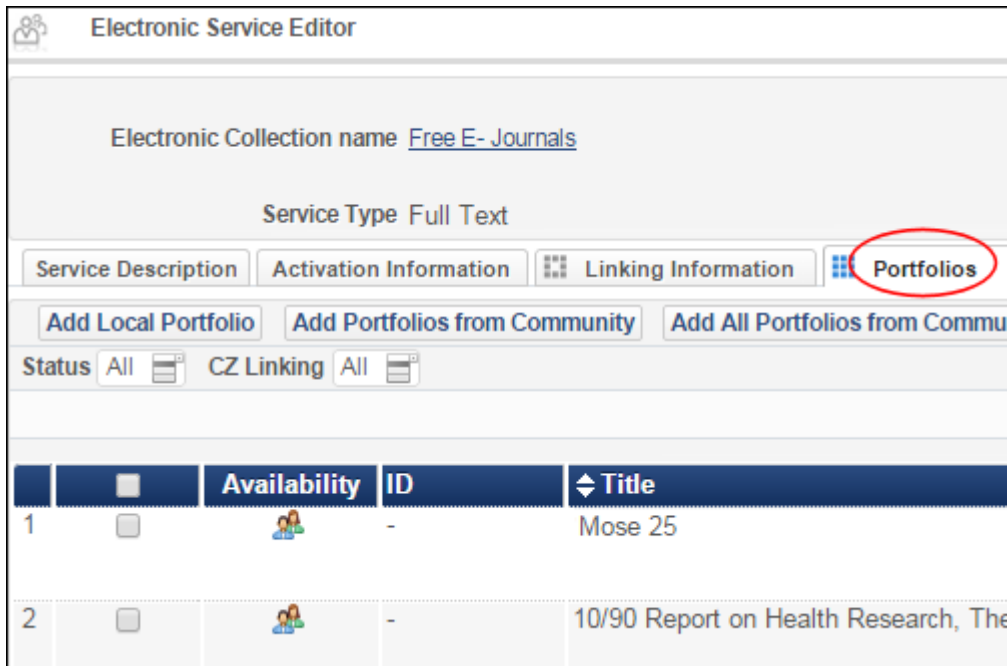 Electronic Service Editor
Electronic Collection name Free E- Journals
Service Type Full Text
Service Description Activation Information Linking Information Portfolios
Add Local Portfolio Add Portfolios from Community Add All Portfolios from Commu
Status All CZ Linking All
Availability ID Title
1 - Mose 25
2 - 10/90 Report on Health Research, The